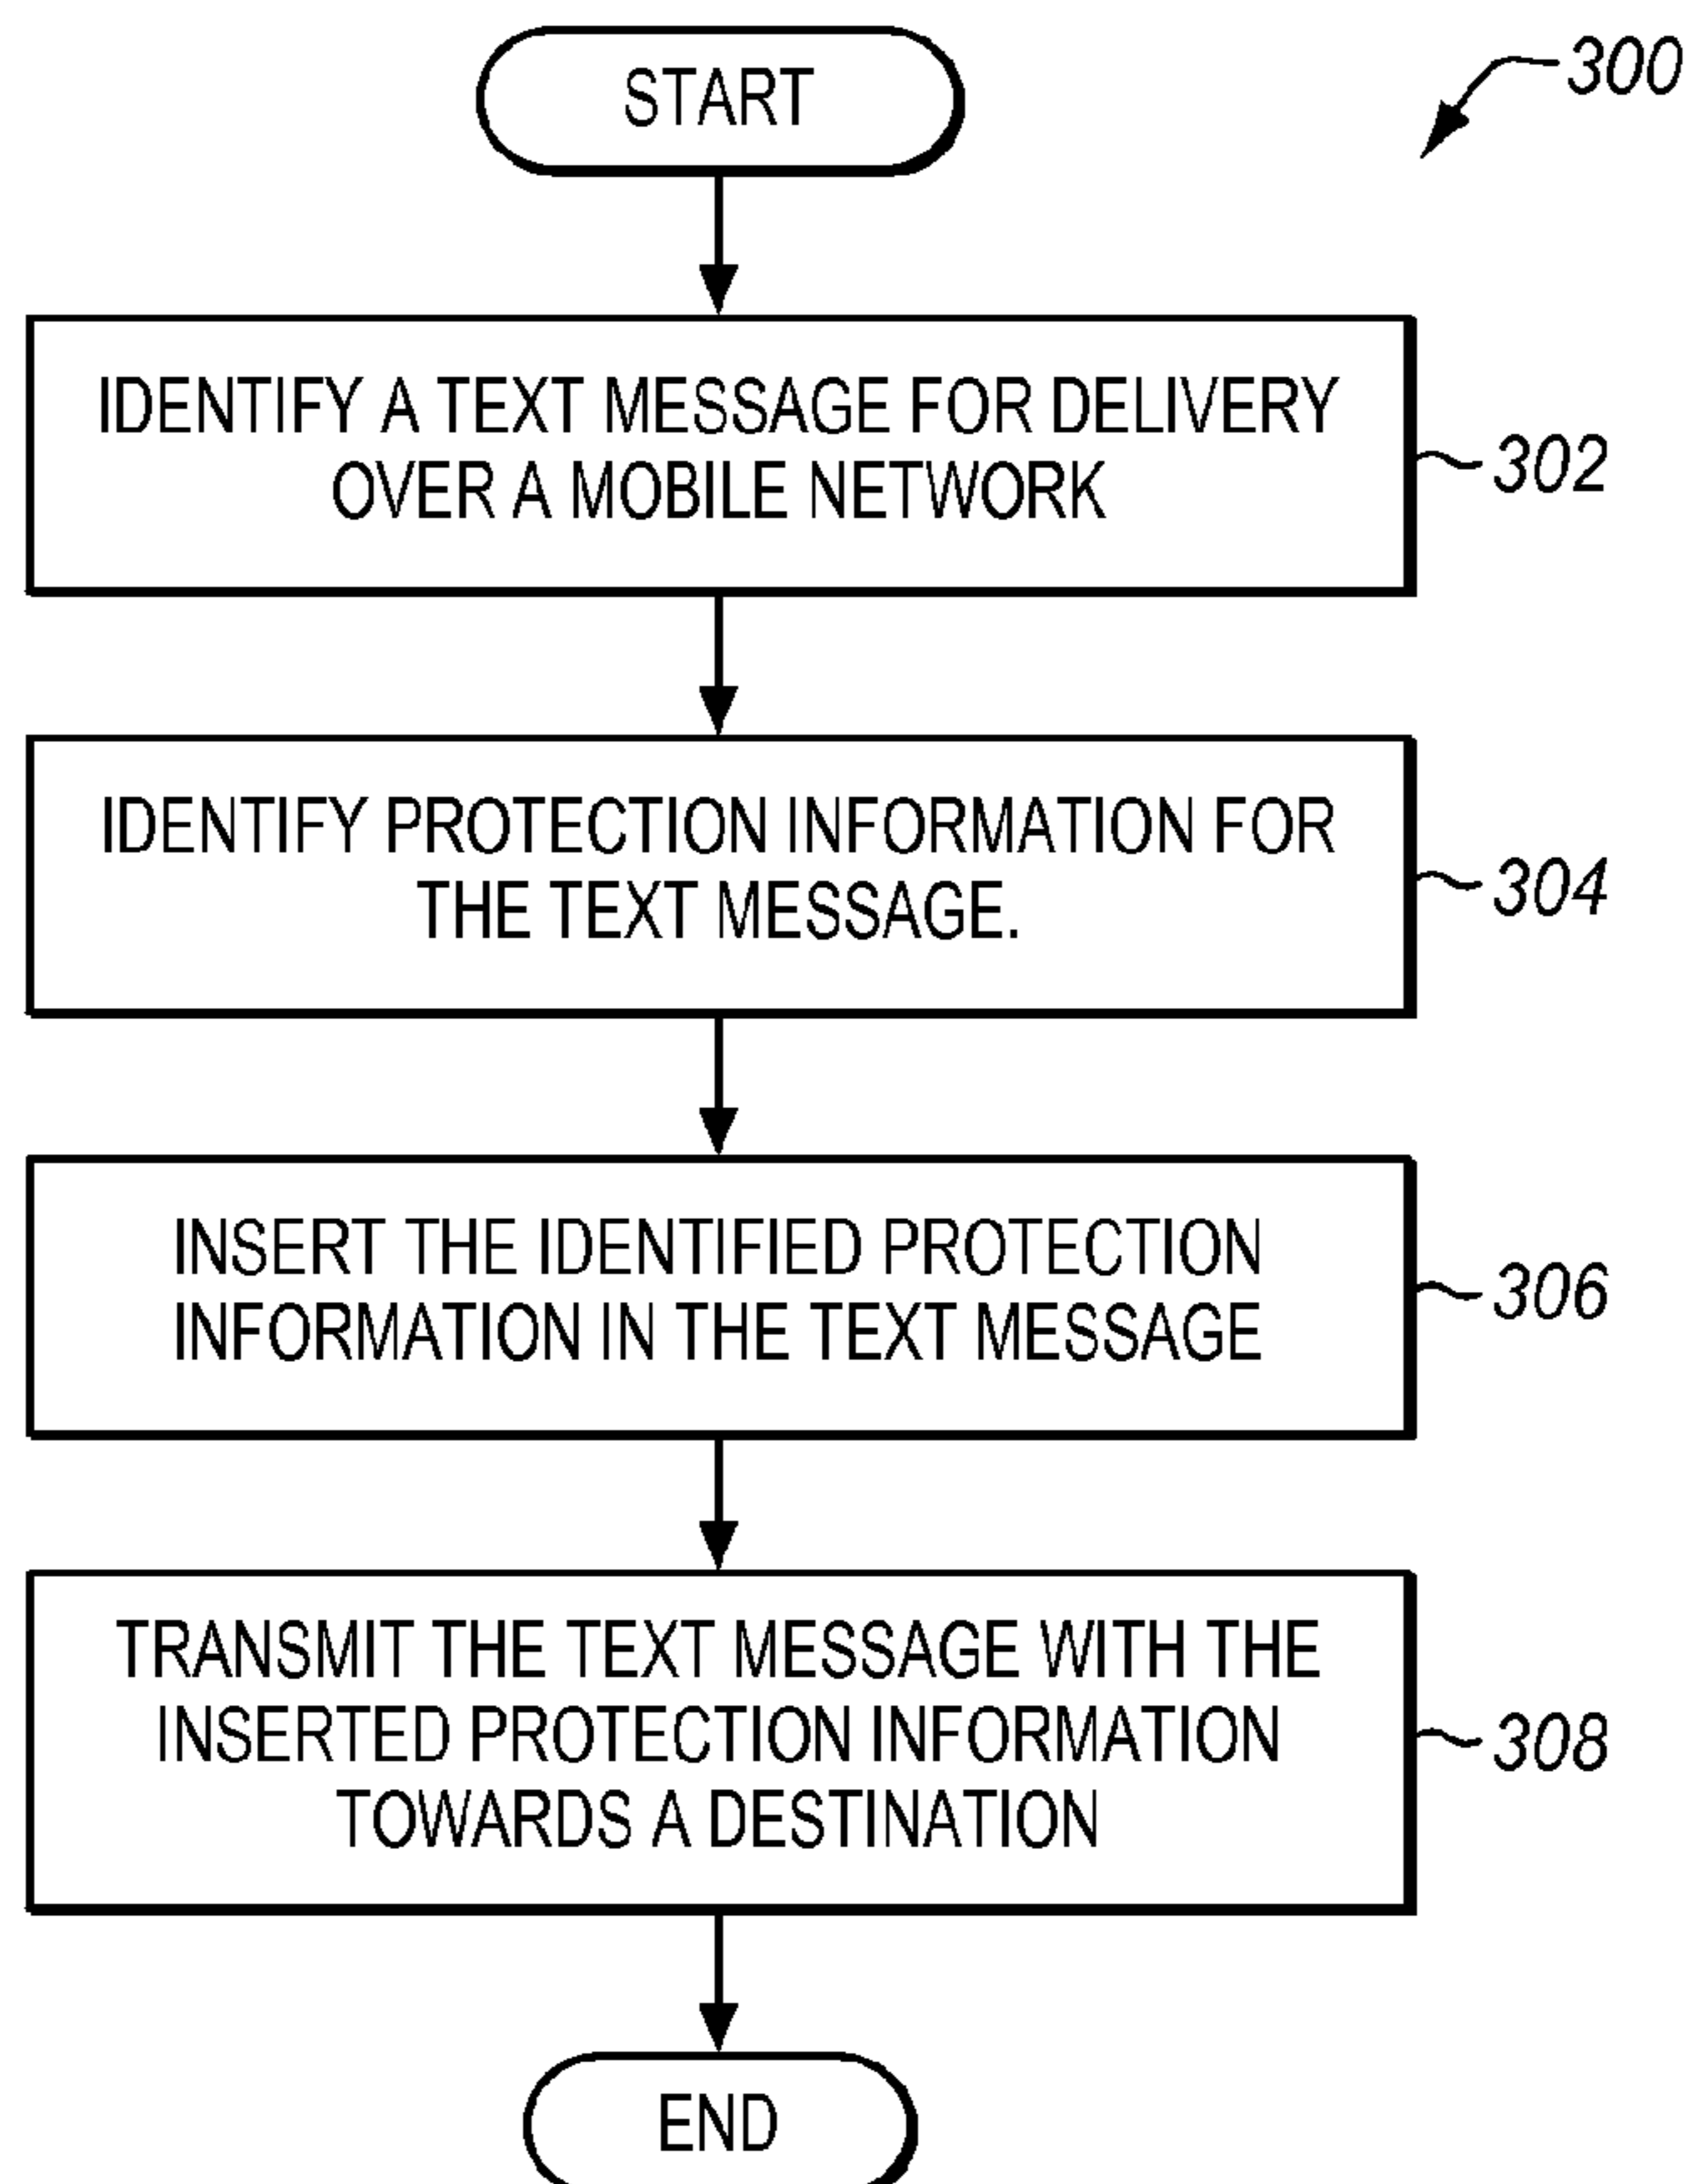 START
300
IDENTIFY A TEXT MESSAGE FOR DELIVERY
OVER A MOBILE NETWORK
302
IDENTIFY PROTECTION INFORMATION FOR
THE TEXT MESSAGE.
304
INSERT THE IDENTIFIED PROTECTION
INFORMATION IN THE TEXT MESSAGE
306
TRANSMIT THE TEXT MESSAGE WITH THE
INSERTED PROTECTION INFORMATION
TOWARDS A DESTINATION
308
END